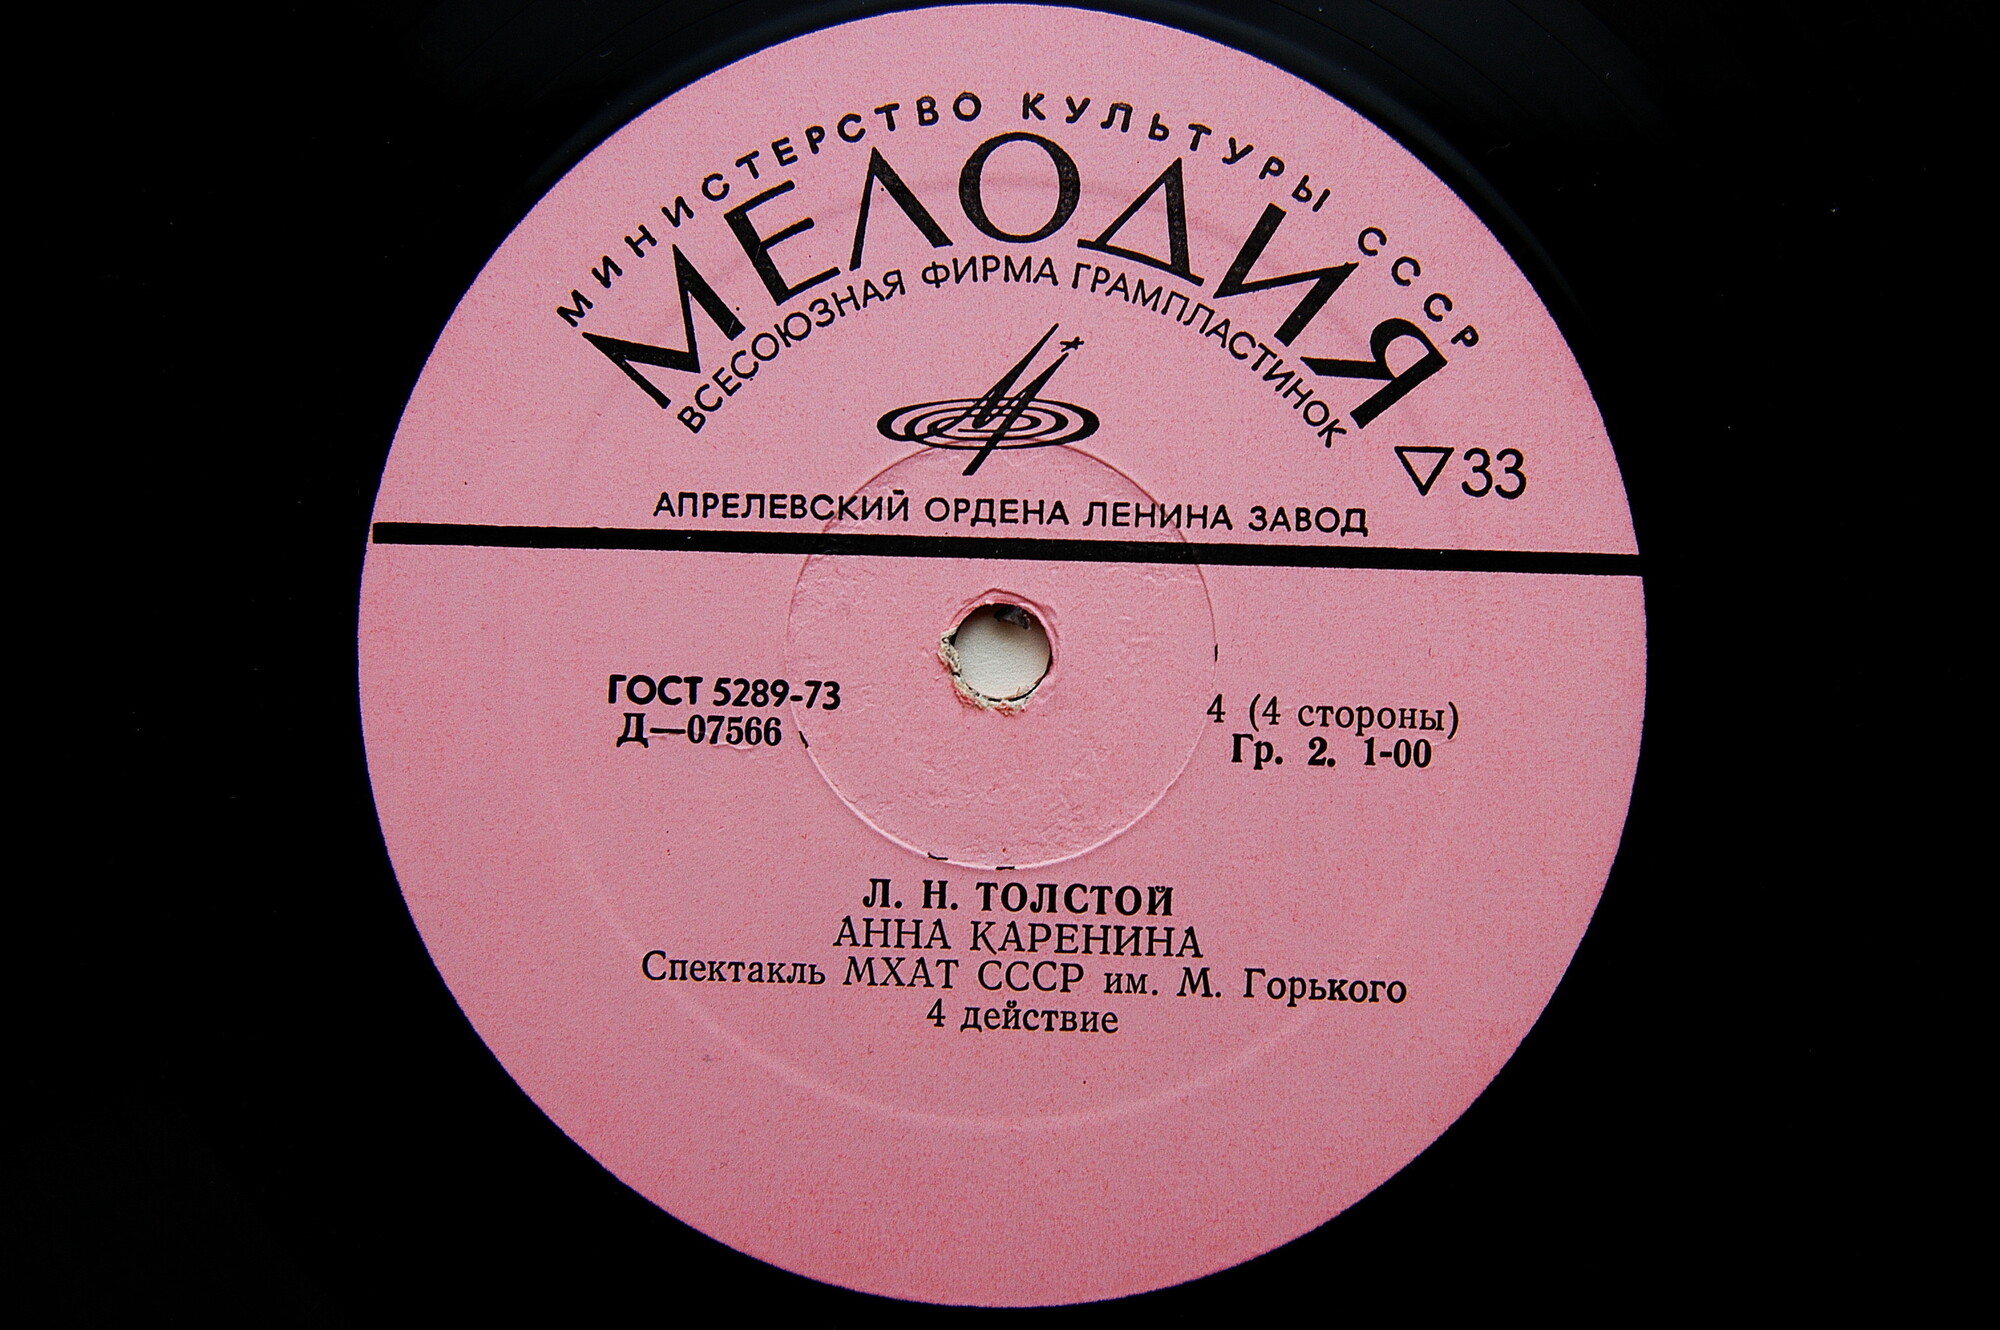 МИНИСТЕРСТВО КУЛЬТУРЫ СССР
МЕЛОДИЯ
ВСЕСОЮЗНАЯ ФИРМА ГРАМПЛАСТИНОК
▽33
АПРЕЛЕВСКИЙ ОРДЕНА ЛЕНИНА ЗАВОД
ГОСТ 5289-73
Д—07566
4 (4 стороны)
Гр. 2. 1-00
Л. Н. ТОЛСТОЙ
АННА КАРЕНИНА
Спектакль МХАТ СССР им. М. Горького
4 действие